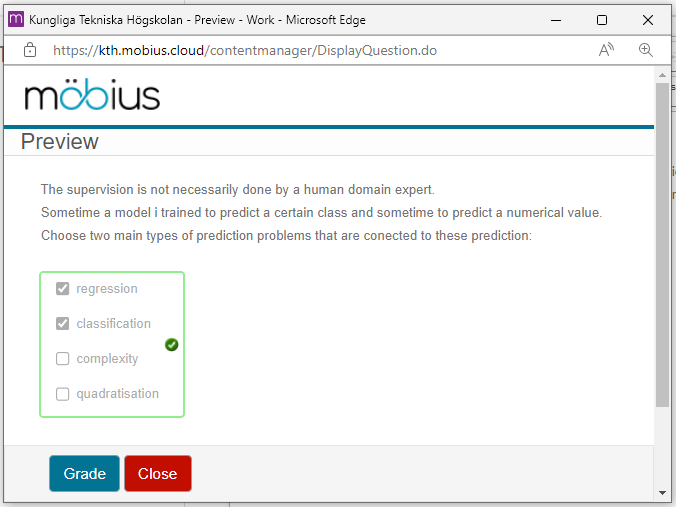 m Kungliga Tekniska Högskolan - Preview - Work - Microsoft Edge
https://kth.mobius.cloud/contentmanager/DisplayQuestion.do
möbius
Preview
The supervision is not necessarily done by a human domain expert.
Sometime a model i trained to predict a certain class and sometime to predict a numerical value.
Choose two main types of prediction problems that are conected to these prediction:
regression
classification
complexity
quadratisation
Grade Close